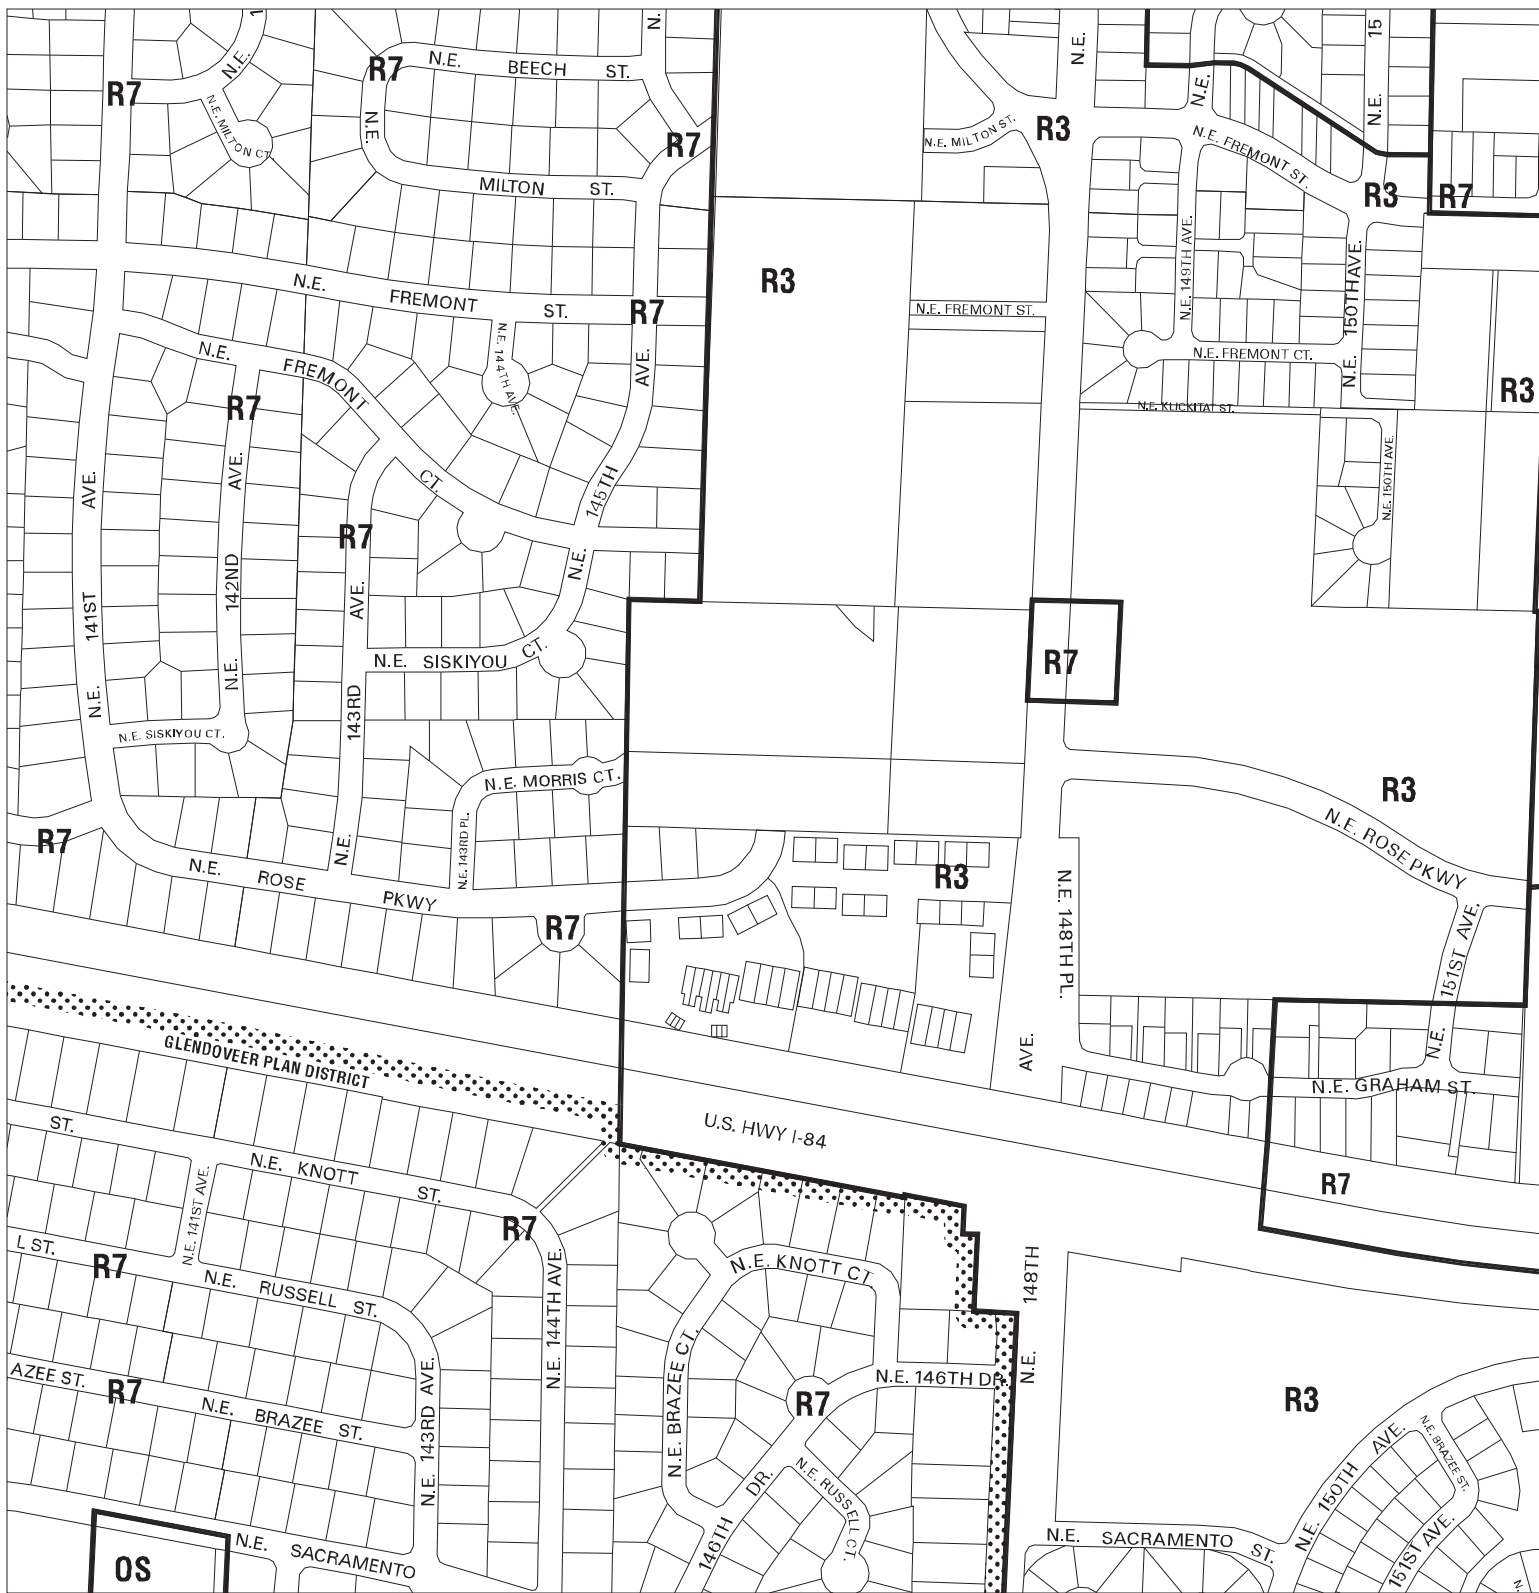 N.E.
R7
N.E. MILTON CT.
R7
N.E. BEECH ST.
N.
N.E.
R7
MILTON ST.
N.E. FREMONT ST.
R7
N.E. 144TH AVE.
N.E. FREMONT CT.
R7
N.E. 141ST AVE.
N.E. 142ND AVE.
R7
N.E. 143RD AVE.
N.E. 145TH AVE.
N.E. SISKIYOU CT.
N.E. SISKIYOU CT.
N.E. MORRIS CT.
N.E. 143RD PL.
R7
N.E. ROSE PKWY
R7
R3
N.E.
N.E. MILTON ST.
R3
N.E.
N.E. FREMONT ST.
15
N.E.
R3
R7
N.E. FREMONT ST.
N.E. 149TH AVE.
N.E. 150TH AVE.
N.E. FREMONT CT.
R3
N.E. KLICKITAT ST.
N.E. 150TH AVE.
R7
R3
N.E. ROSE PKWY
R3
N.E. 148TH PL.
N.E. 151ST AVE.
AVE.
N.E. GRAHAM ST.
GLENDOVEER PLAN DISTRICT
U.S. HWY I-84
R7
ST.
N.E. KNOTT ST.
N.E. 141ST AVE.
R7
L ST.
R7
N.E. RUSSELL ST.
N.E. 144TH AVE.
N.E. KNOTT CT.
N.E. 148TH
AZEE ST.
R7
N.E. BRAZEE ST.
N.E. 143RD AVE.
N.E. BRAZEE CT.
N.E. 146TH DR.
R7
R3
146TH DR.
N.E. RUSSELL CT.
N.E. 150TH AVE.
N.E. BRAZEE ST.
151ST AVE.
N.E. SACRAMENTO
OS
N.E. SACRAMENTO ST.
N.